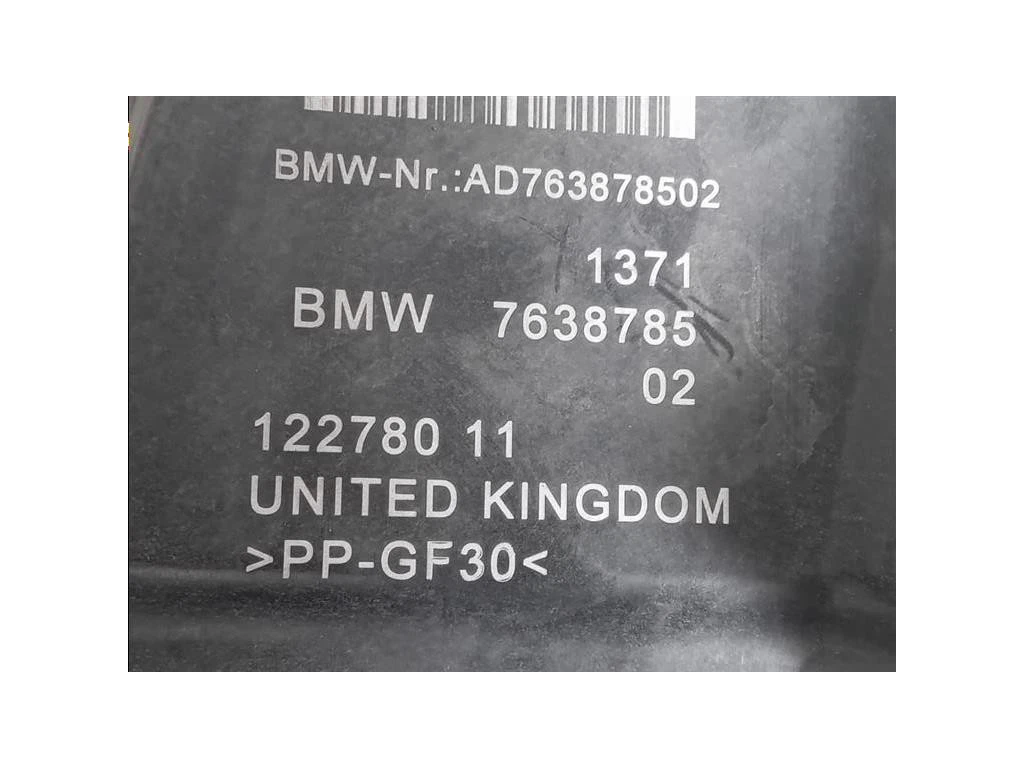 BMW-Nr.:AD763878502
1371
BMW 7638785
02
122780 11
UNITED KINGDOM
>PP-GF30<